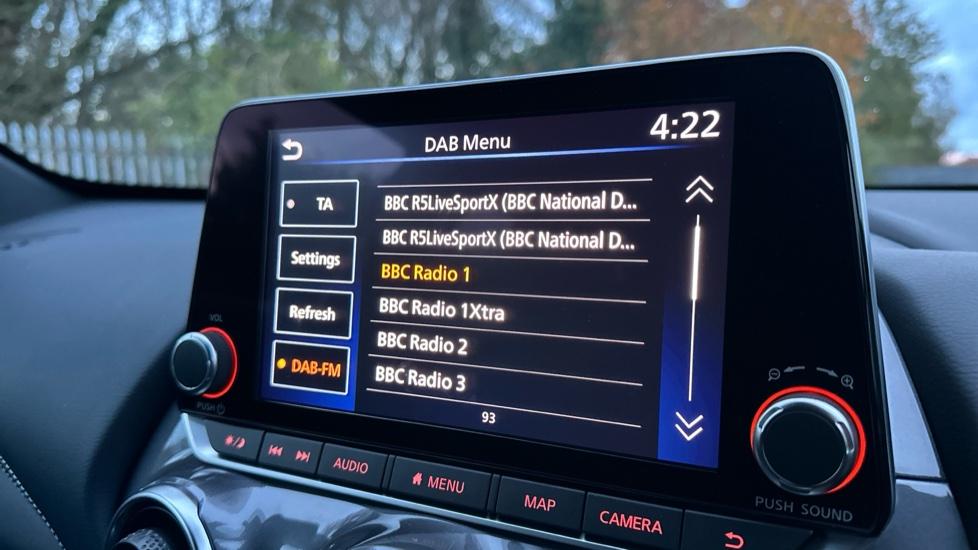 DAB Menu
4:22
TA
Settings
Refresh
DAB-FM
BBC R5LiveSportX (BBC National D...
BBC R5LiveSportX (BBC National D...
BBC Radio 1
BBC Radio 1Xtra
BBC Radio 2
BBC Radio 3
93
VOL
PUSH
AUDIO
MENU
MAP
CAMERA
PUSH SOUND